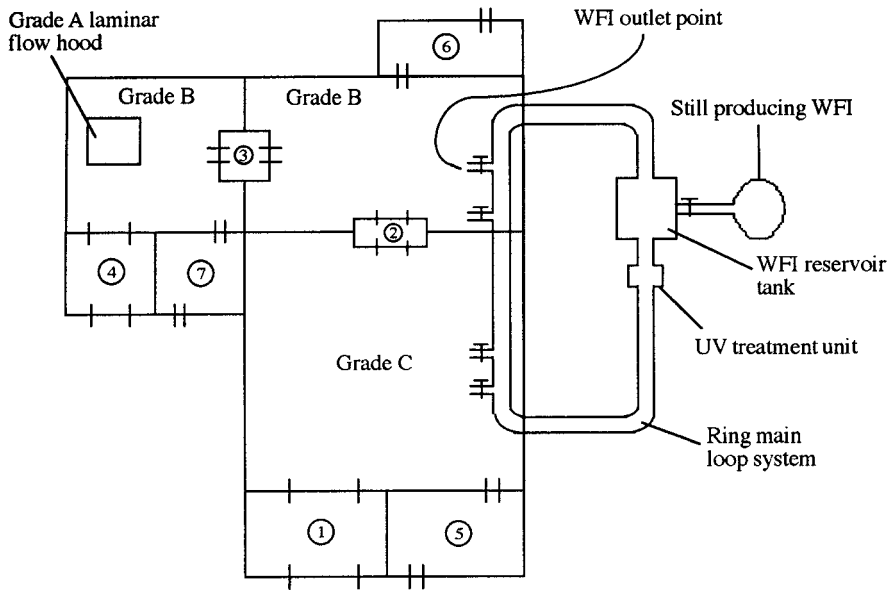 Grade A laminar
flow hood
WFI outlet point
⑥
Grade B
Grade B
Still producing WFI
③
②
④
⑦
WFI reservoir
tank
UV treatment unit
Grade C
Ring main
loop system
①
⑤